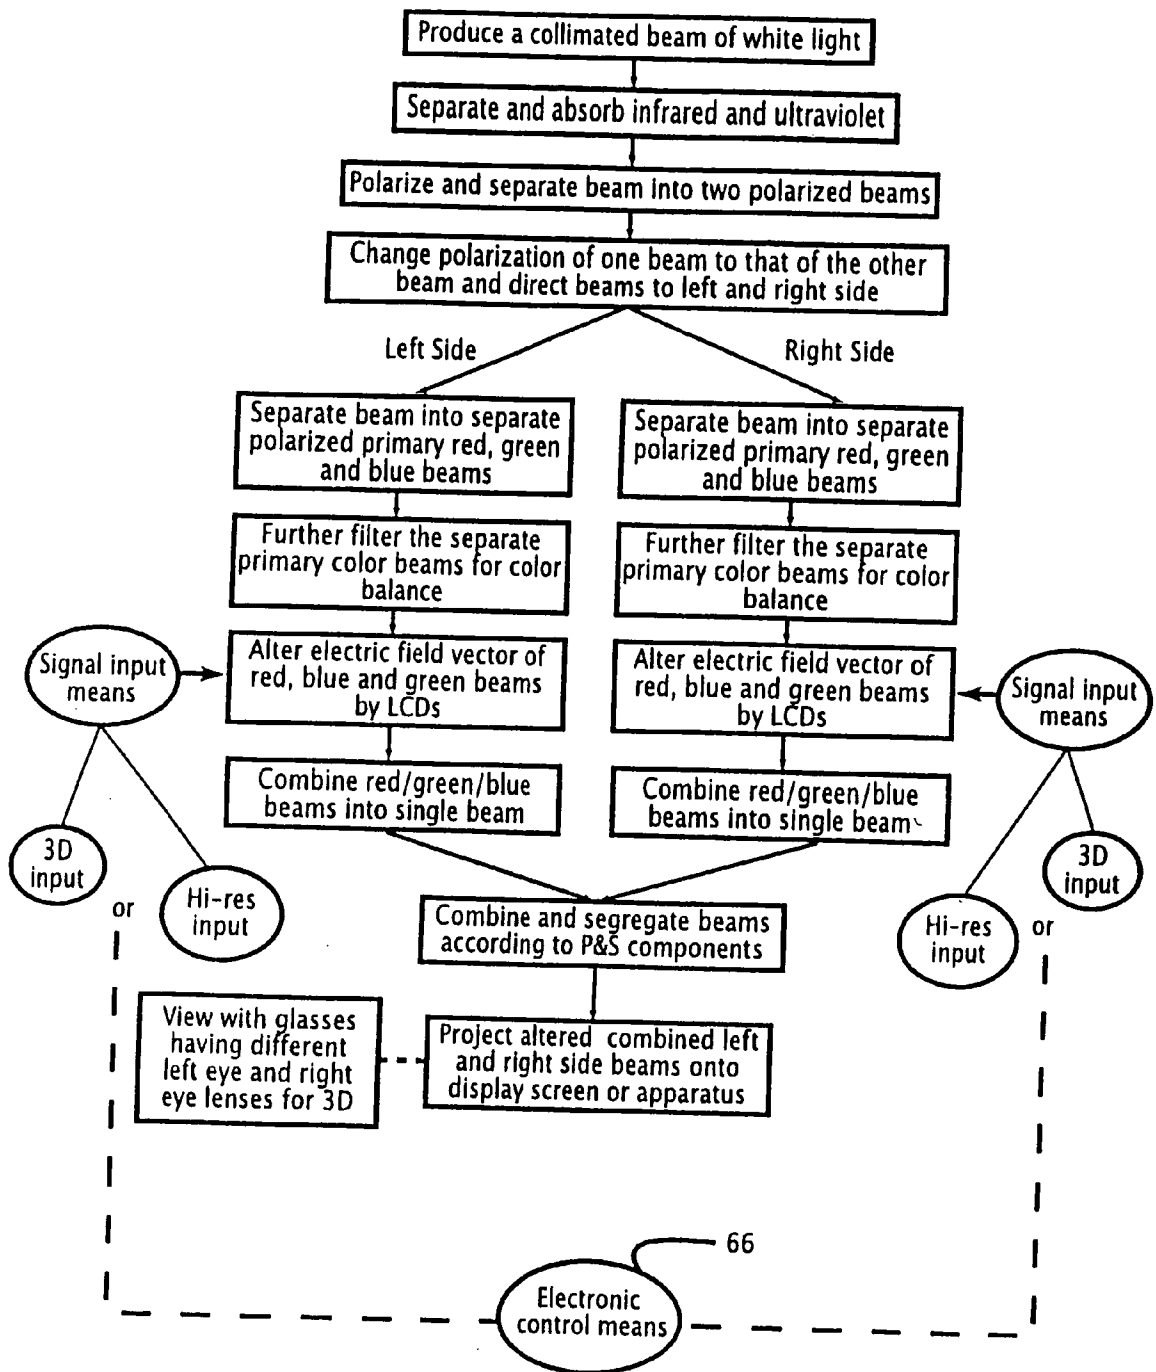 Produce a collimated beam of white light
Separate and absorb infrared and ultraviolet
Polarize and separate beam into two polarized beams
Change polarization of one beam to that of the other
beam and direct beams to left and right side
Left Side
Right Side
Separate beam into separate
polarized primary red, green
and blue beams
Separate beam into separate
polarized primary red, green
and blue beams
Further filter the separate
primary color beams for color
balance
Further filter the separate
primary color beams for color
balance
Signal input
means
Alter electric field vector of
red, blue and green beams
by LCDs
Alter electric field vector of
red, blue and green beams
by LCDs
Signal input
means
Combine red/green/blue
beams into single beam
Combine red/green/blue
beams into single beam
3D
input
or
Hi-res
input
Combine and segregate beams
according to P&S components
Hi-res
input
or
3D
input
View with glasses
having different
left eye and right
eye lenses for 3D
Project altered combined left
and right side beams onto
display screen or apparatus
66
Electronic
control means